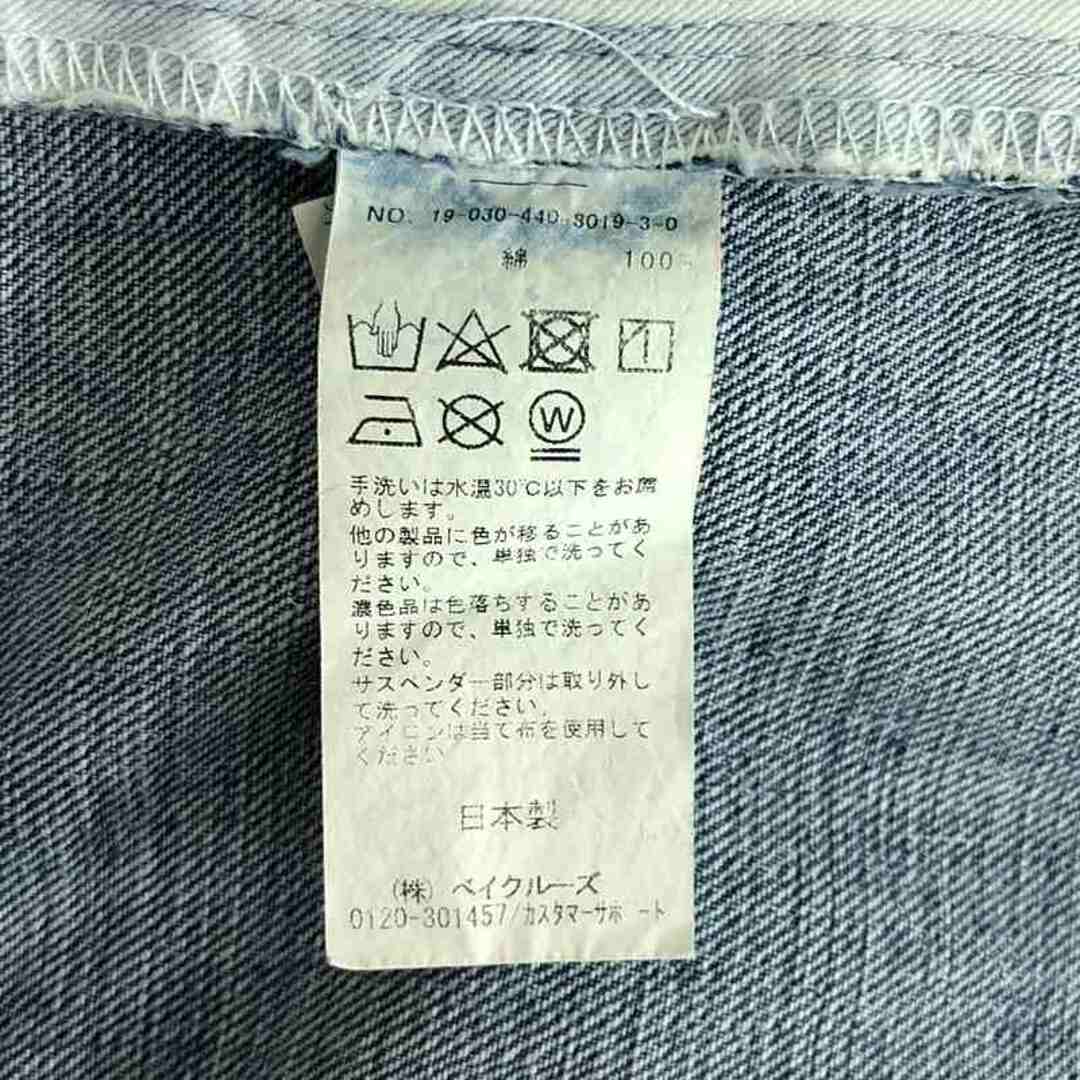 NO. 19-030-440-3019-3-0
綿 100%
W
手洗いは水温30℃以下をお薦
めします。
他の製品に色が移ることがあ
りますので、単独で洗ってく
ださい。
濃色品は色落ちすることがあ
りますので、単独で洗ってく
ださい。
サスペンダー部分は取り外し
て洗ってください。
アイロンは当て布を使用して
ください
日本製
(株) ベイクルーズ
0120-301457/カスタマーサポート